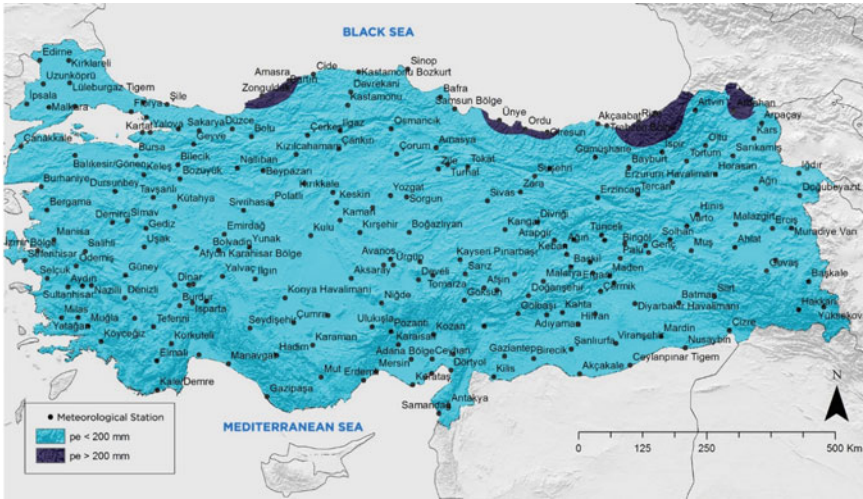 BLACK SEA
Edirne
Kırklareli
Uzunköprü
Lüleburgaz Tigem
İpsala
Malkara
Florya
Şile
Kartal
Yalova
Sakarya
Düzce
Geyve
Bolu
Amasra
Bartın
Zonguldak
Cide
Kastamonu Bozkurt
Devrekani
Kastamonu
Sinop
Bafra
Samsun Bölge
Ünye
Ordu
Giresun
Akçaabat
Rize
Trabzon Bölge
Artvin
Ardahan
Arpaçay
Kars
Sarıkamış
Horasan
Oltu
Tortum
İspir
Bayburt
Gümüşhane
Erzurum Havalimanı
Tercan
Erzincan
Iğdır
Ağrı
Doğubeyazıt
Çanakkale
Bursa
Balıkesir/Gönen
Keleş
Bilecik
Bozüyük
Nallıhan
Beypazarı
Kızılcahamam
Çerkeş
Ilgaz
Çankırı
Osmancık
Çorum
Amasya
Zile
Tokat
Turhal
Suşehri
Zara
Sivas
Burhaniye
Dursunbey
Tavşanlı
Kütahya
Sivrihisar
Polatlı
Kırıkkale
Keskin
Yozgat
Sorgun
Bergama
Demirci
Simav
Gediz
Uşak
Emirdağ
Bolvadin
Yunak
Afyon Karahisar Bölge
Kulu
Kaman
Kırşehir
Boğazlıyan
Kangal
Divriği
Arapgir
Ağın
Keban
Tunceli
Bingöl
Palu
Genç
Solhan
Hınıs
Varto
Muş
Malazgirt
Ahlat
Erciş
Muradiye Van
Manisa
Salihli
İzmir Bölge
Seferihisar
Ödemiş
Selçuk
Aydın
Sultanhisar
Nazilli
Denizli
Güney
Dinar
Yalvaç
Ilgın
Burdur
Isparta
Konya Havalimanı
Aksaray
Avanos
Ürgüp
Kayseri Pınarbaşı
Develi
Tomarza
Sarız
Afşin
Göksun
Niğde
Malatya
Baskil
Maden
Ergani
Çermik
Doğanşehir
Gölbaşı
Kahta
Adıyaman
Hilvan
Diyarbakır Havalimanı
Batman
Siirt
Gevaş
Başkale
Hakkari
Yüksekova
Cizre
Milas
Muğla
Yatağan
Köyceğiz
Tefenni
Korkuteli
Elmalı
Kale/Demre
Manavgat
Seydişehir
Çumra
Hadim
Karaman
Ulukışla
Pozantı
Karaisalı
Kozan
Adana Bölge
Ceyhan
Mersin
Karataş
Dörtyol
Erdemli
Mut
Gazipaşa
Gaziantep
Kilis
Birecik
Şanlıurfa
Viranşehir
Mardin
Nusaybin
Akçakale
Ceylanpınar Tigem
Samandağ
Antakya
MEDITERRANEAN SEA
Meteorological Station
pe < 200 mm
pe > 200 mm
N
0 125 250 500 Km